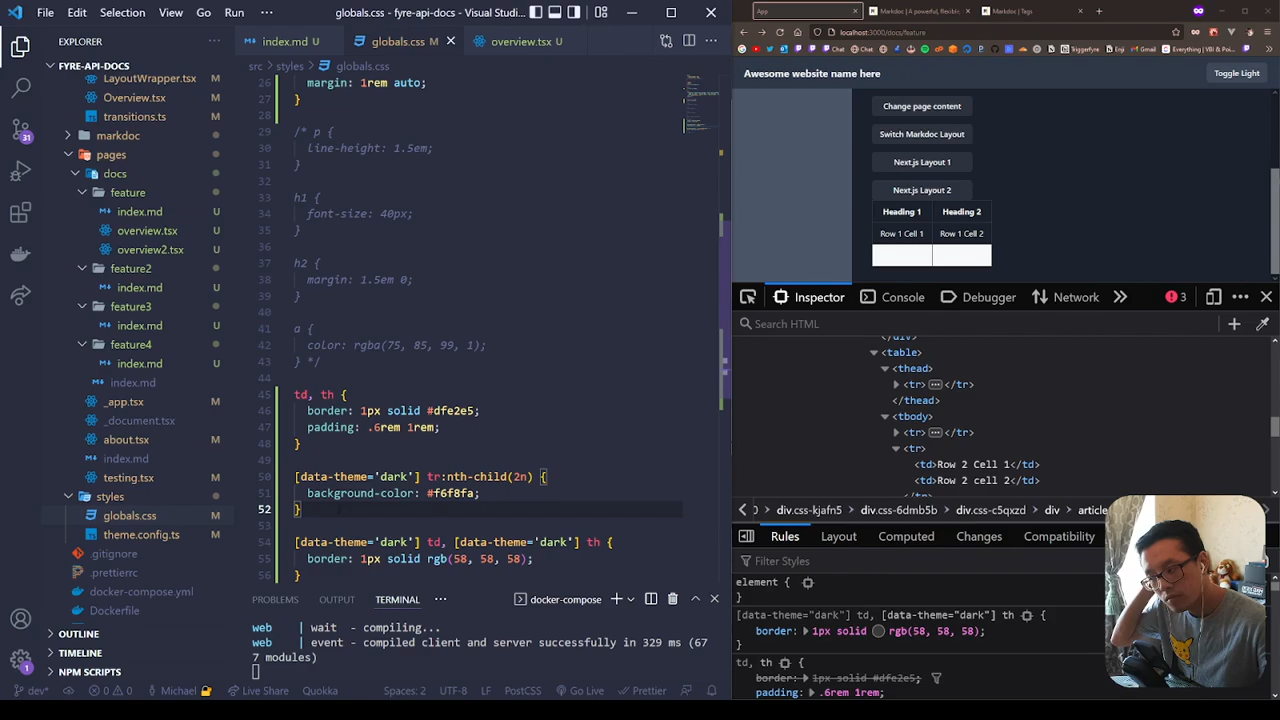 File Edit Selection View Go Run ··· globals.css - fyre-api-docs - Visual Studi...
EXPLORER ···
FYRE-API-DOCS
LayoutWrapper.tsx M
Overview.tsx M
transitions.ts M
markdoc
pages
docs
feature
index.md U
overview.tsx U
overview2.tsx U
feature2
index.md U
feature3
index.md U
feature4
index.md U
index.md
_app.tsx M
_document.tsx
about.tsx M
index.md
testing.tsx M
styles
globals.css M
theme.config.ts M
.gitignore
.prettierrc
docker-compose.yml
Dockerfile
OUTLINE
TIMELINE
NPM SCRIPTS
31
1
index.md U globals.css M overview.tsx U
src > styles > globals.css
26 margin: 1rem auto;
27 }
28
29 /* p {
30 line-height: 1.5em;
31 }
32
33 h1 {
34 font-size: 40px;
35 }
36
37 h2 {
38 margin: 1.5em 0;
39 }
40
41 a {
42 color: rgba(75, 85, 99, 1);
43 } */
44
45 td, th {
46 border: 1px solid #dfe2e5;
47 padding: .6rem 1rem;
48 }
49
50 [data-theme='dark'] tr:nth-child(2n) {
51 background-color: #f6f8fa;
52 }
53
54 [data-theme='dark'] td, [data-theme='dark'] th {
55 border: 1px solid rgb(58, 58, 58);
56 }
PROBLEMS OUTPUT TERMINAL ··· docker-compose
web | wait - compiling...
web | event - compiled client and server successfully in 329 ms (67
7 modules)
dev* 0 0 Michael Live Share Quokka Spaces: 2 UTF-8 LF PostCSS Go Live Prettier
App Markdoc | A powerful, flexibl Markdoc | Tags
localhost:3000/docs/feature
Chat Chat Triggerfyre Enji Gmail Everything | VBI & Poi
Awesome website name here Toggle Light
Change page content
Switch Markdoc Layout
Next.js Layout 1
Next.js Layout 2
Heading 1 Heading 2
Row 1 Cell 1 Row 1 Cell 2
Inspector Console Debugger Network 3
Search HTML
</div>
<table>
<thead>
<tr> ··· </tr>
</thead>
<tbody>
<tr> ··· </tr>
<tr>
<td>Row 2 Cell 1</td>
<td>Row 2 cell 2</td>
div.css-kjafn5 > div.css-6dmb5b > div.css-c5qxzd > div > article
Rules Layout Computed Changes Compatibility
Filter Styles
element {
}
[data-theme="dark"] td, [data-theme="dark"] th {
border: 1px solid rgb(58, 58, 58);
}
td, th {
border: 1px solid #dfe2e5;
padding: .6rem 1rem;